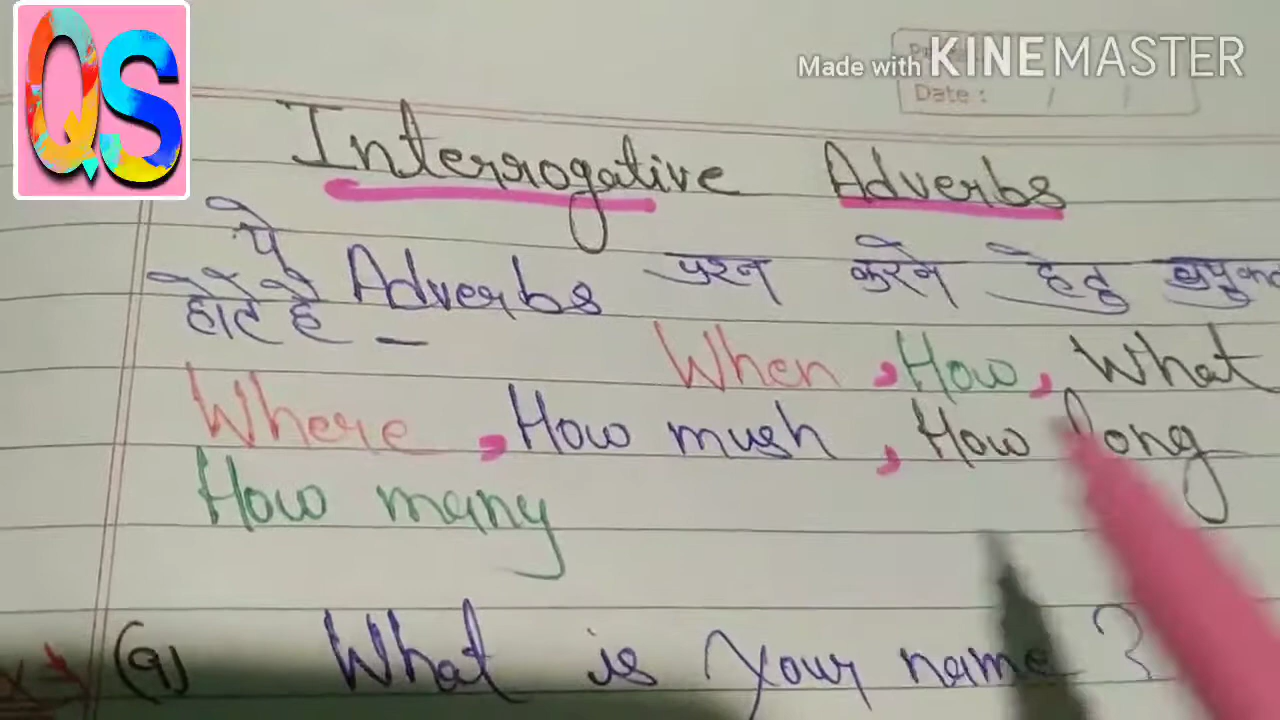 QS
Made with KINEMASTER
Date : / /
Interrogative Adverbs
ये Adverbs प्रश्न करने हेतु प्रयुक्त
होते है –
When , How , What
Where , How mush , How long
How many
(a) What is your name ?